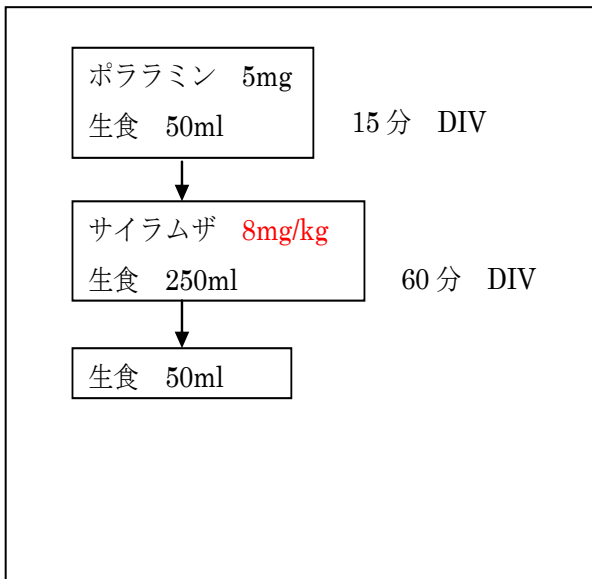 ポララミン 5mg
生食 50ml
15分 DIV
サイラムザ 8mg/kg
生食 250ml
60分 DIV
生食 50ml